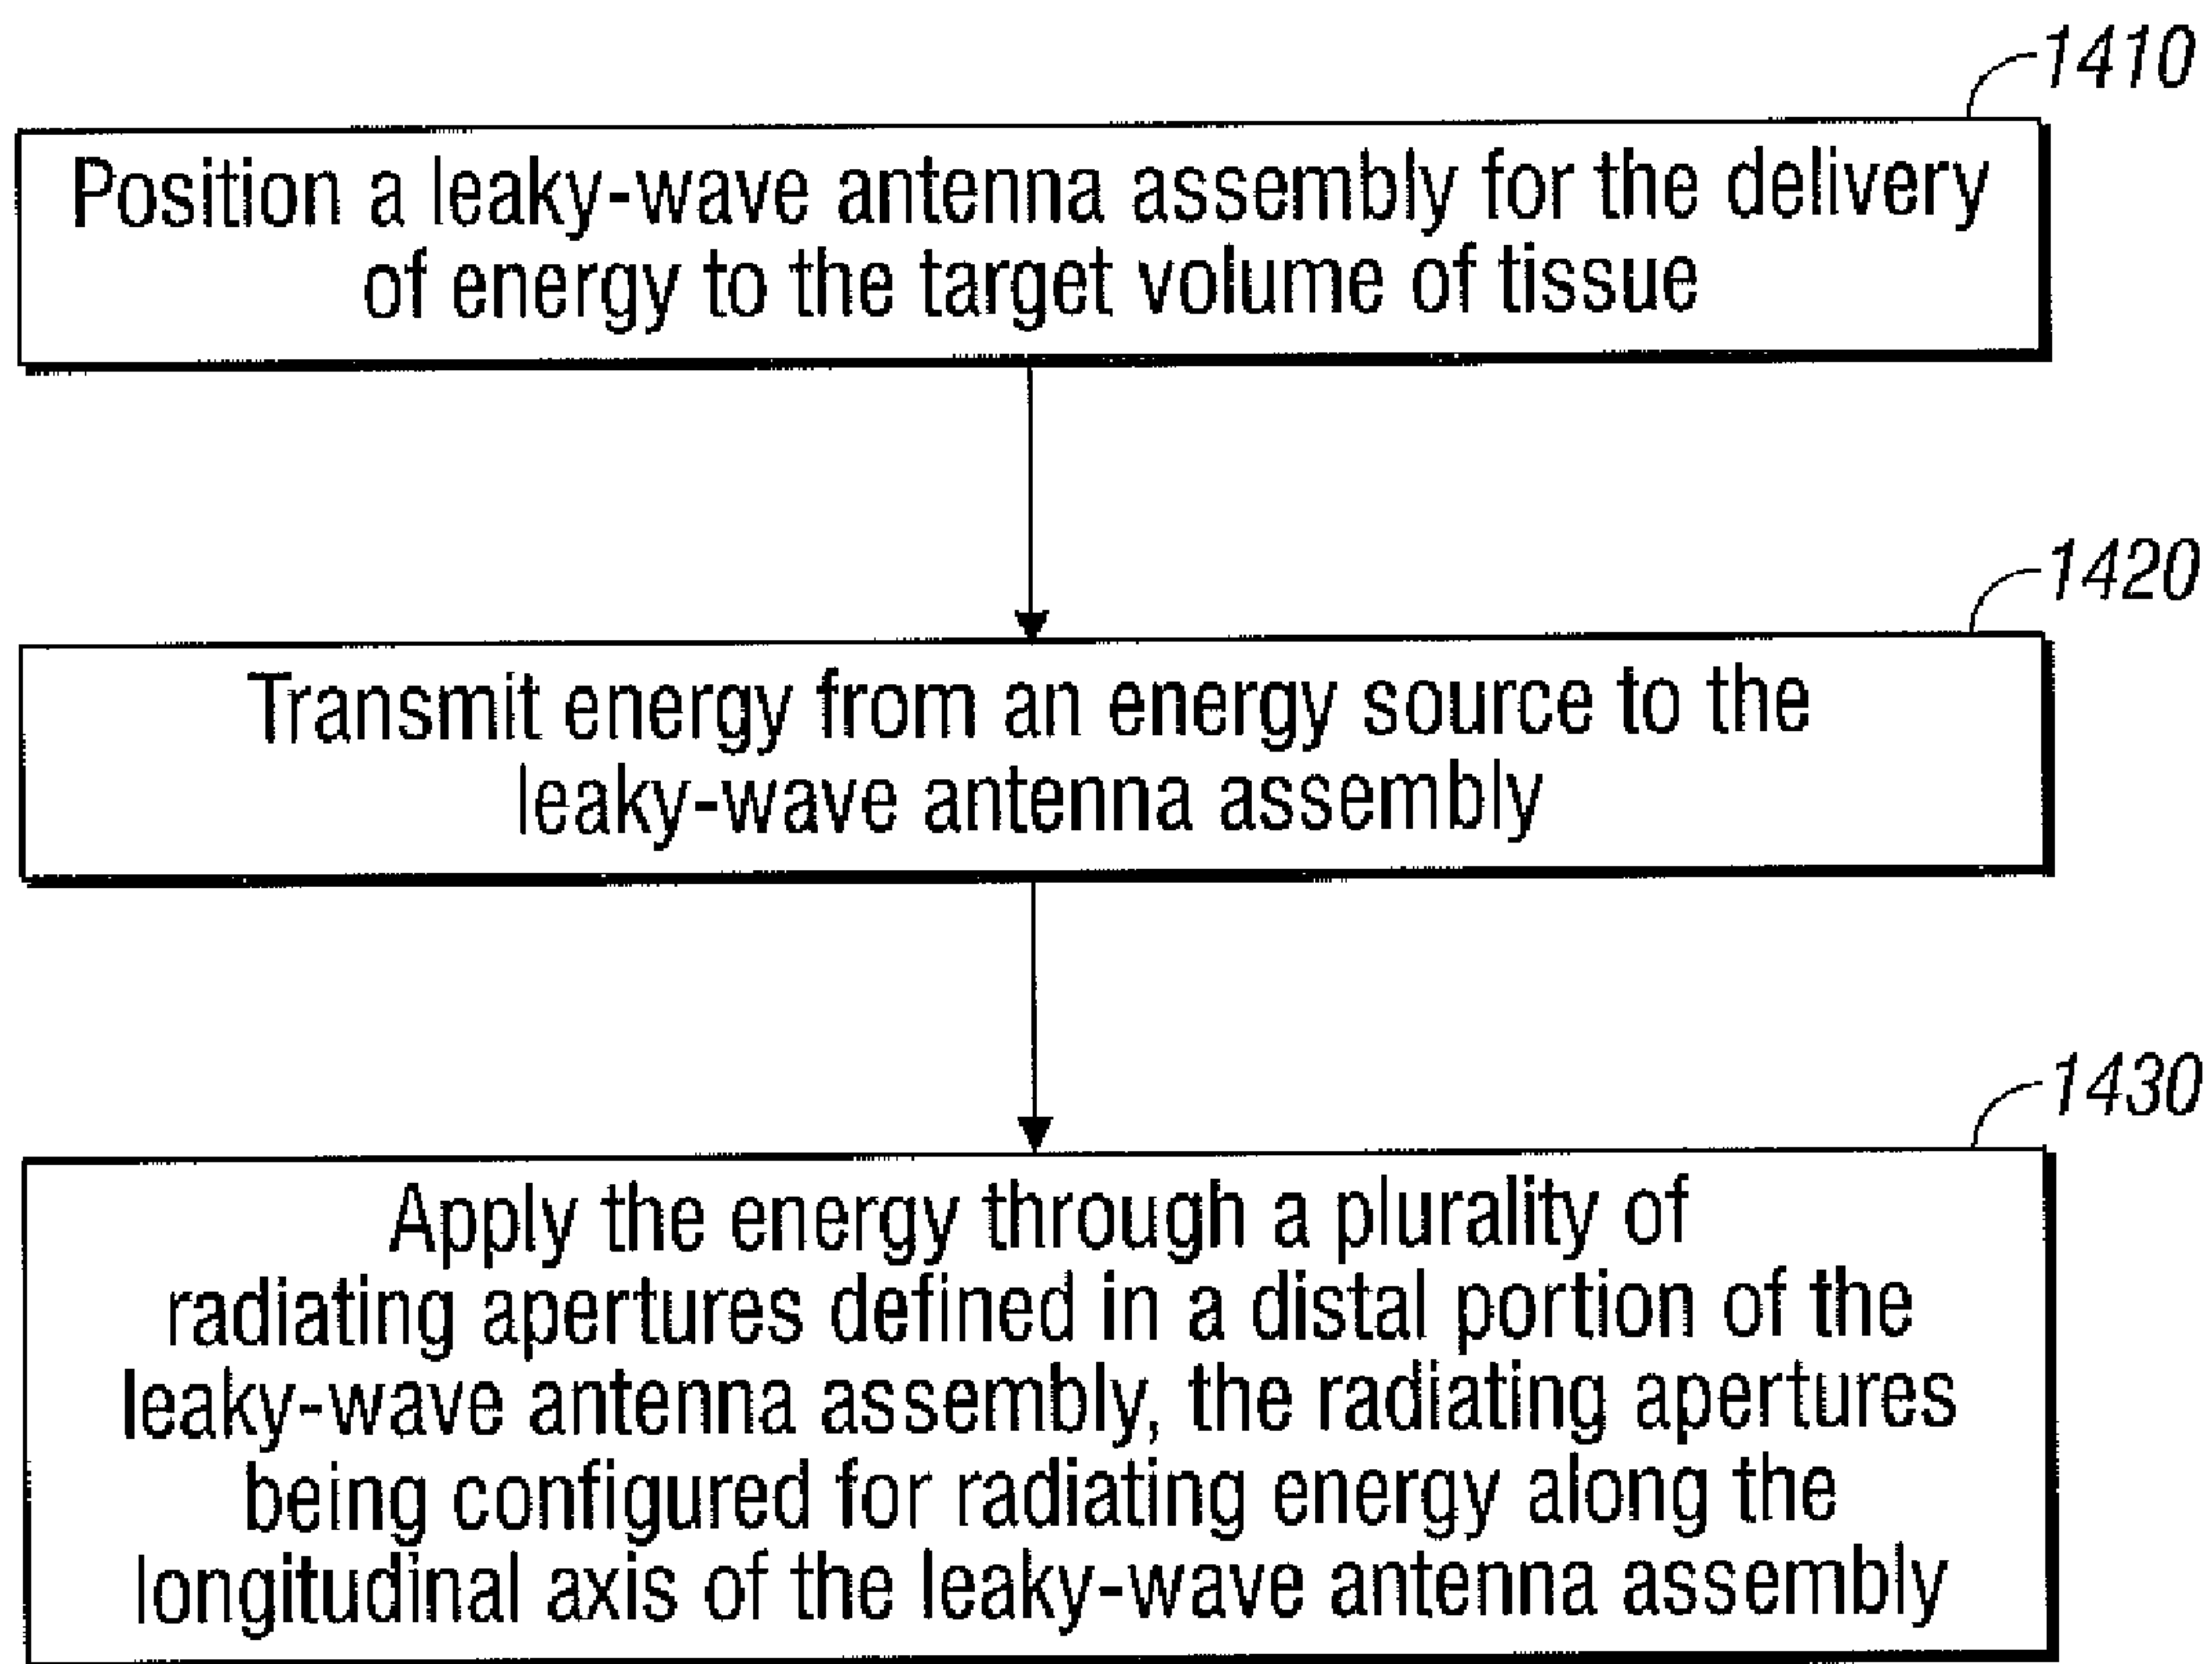 1410
Position a leaky-wave antenna assembly for the delivery
of energy to the target volume of tissue
1420
Transmit energy from an energy source to the
leaky-wave antenna assembly
1430
Apply the energy through a plurality of
radiating apertures defined in a distal portion of the
leaky-wave antenna assembly, the radiating apertures
being configured for radiating energy along the
longitudinal axis of the leaky-wave antenna assembly